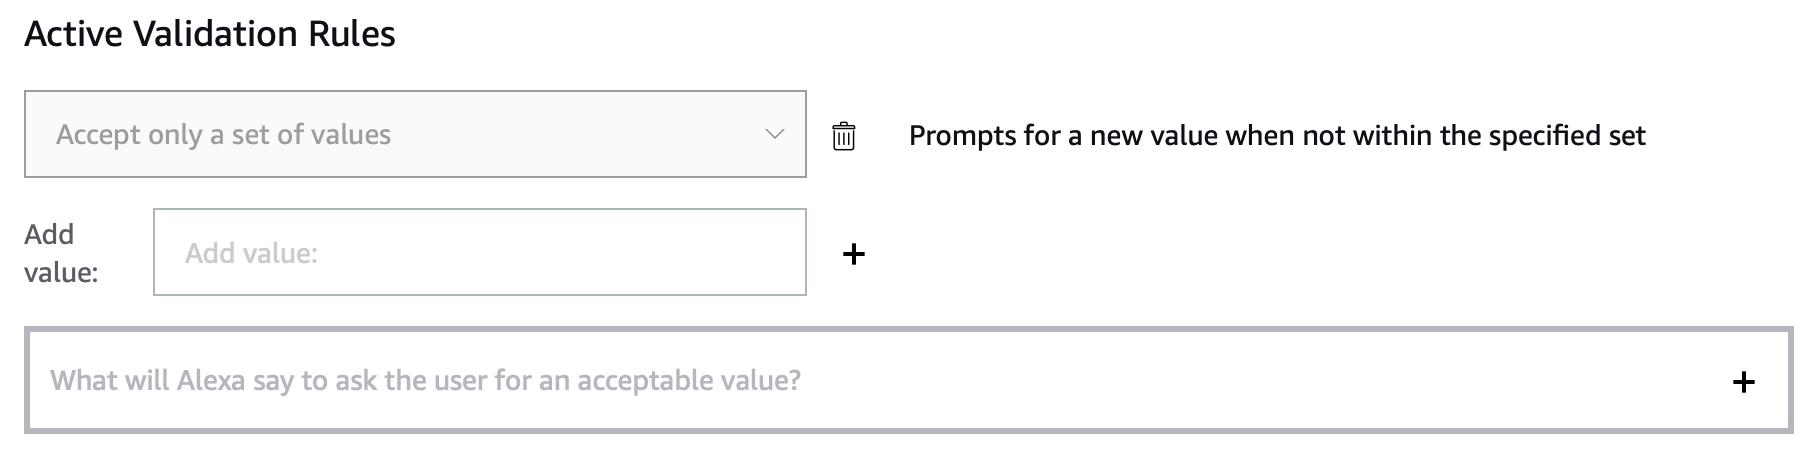 Active Validation Rules
Accept only a set of values
Prompts for a new value when not within the specified set
Add
value:
Add value:
+
What will Alexa say to ask the user for an acceptable value?
+